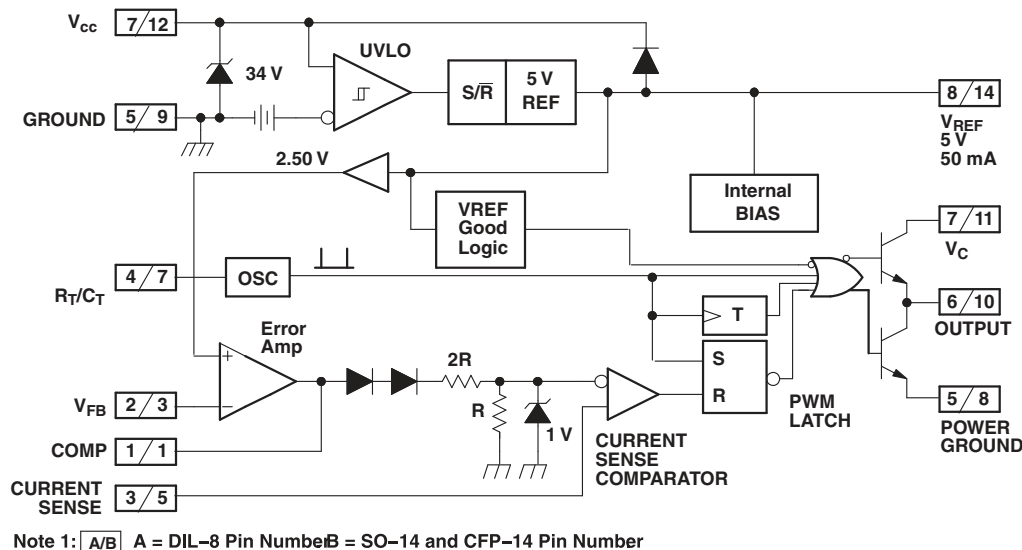 Vcc 7/12
UVLO
34 V
S/R̅ 5 V REF
GROUND 5/9
8/14
VREF
5 V
50 mA
2.50 V
Internal
BIAS
VREF
Good
Logic
7/11
VC
4/7
RT/CT
OSC
T
6/10
OUTPUT
Error
Amp
2R
S
R
PWM
LATCH
+
−
R
1 V
VFB 2/3
5/8
POWER
GROUND
COMP 1/1
CURRENT
SENSE
COMPARATOR
CURRENT
SENSE 3/5
Note 1: A/B A = DIL−8 Pin NumberB = SO−14 and CFP−14 Pin Number